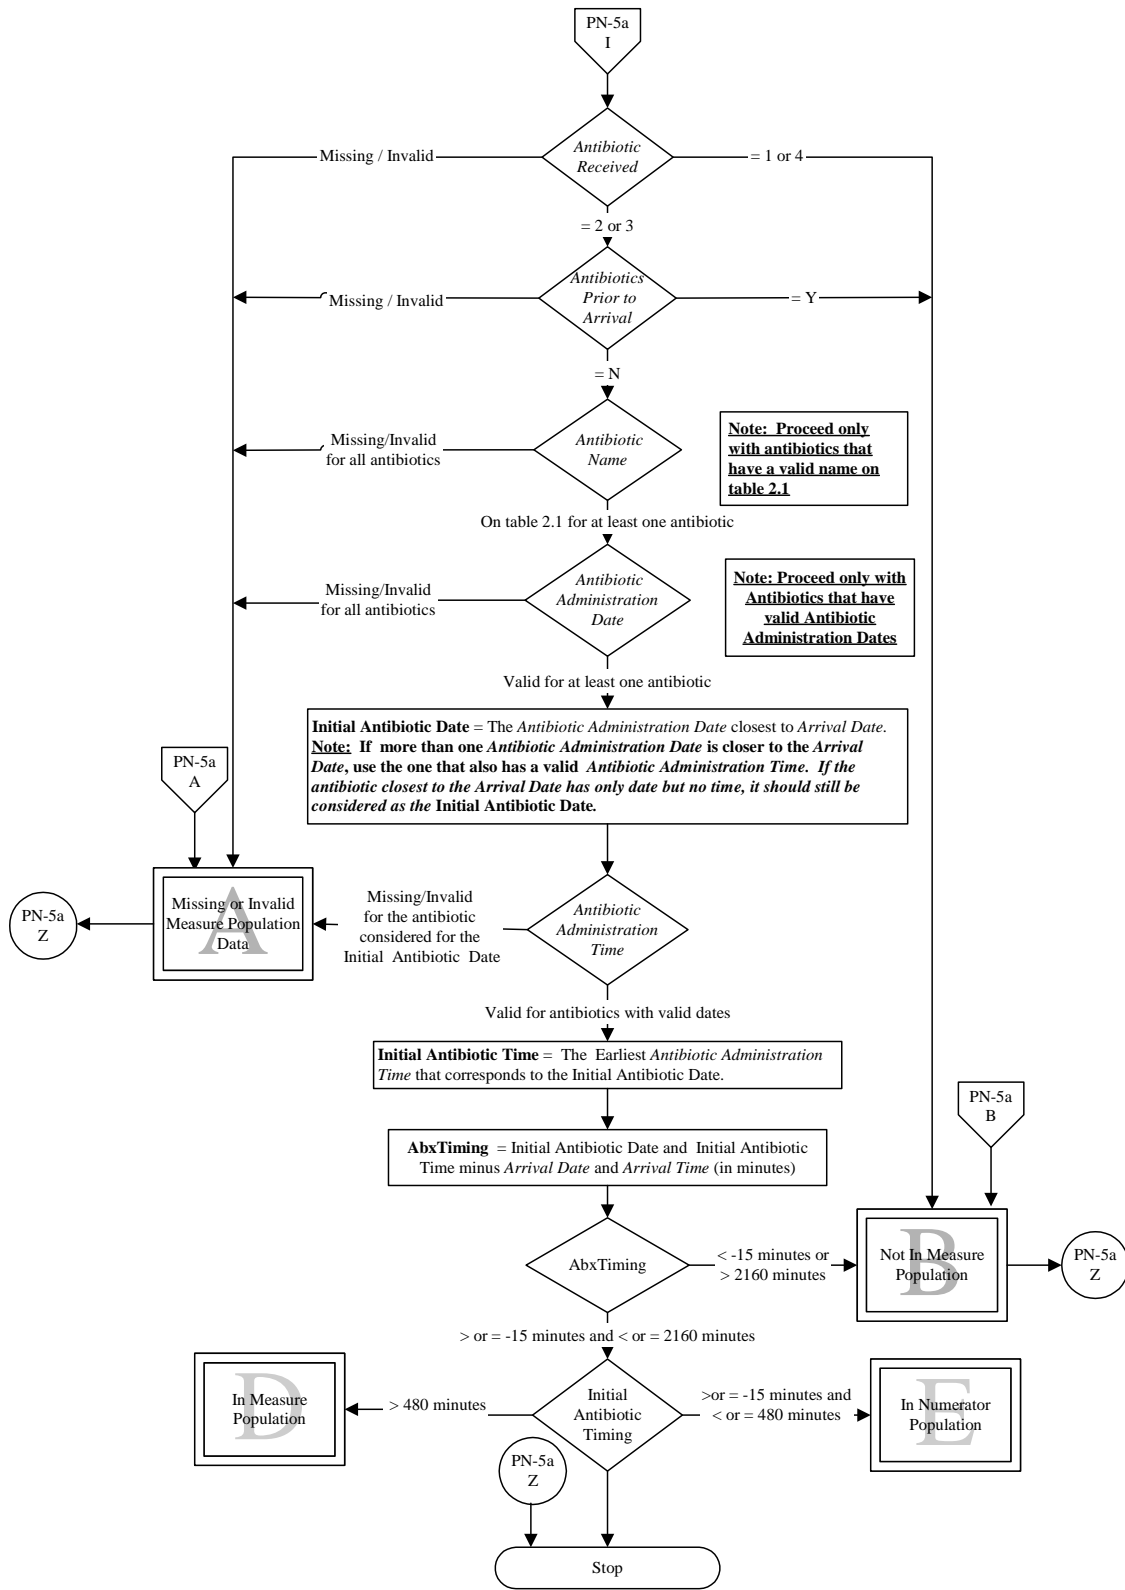 PN-5a
I
Antibiotic
Received
Missing / Invalid
= 1 or 4
= 2 or 3
Antibiotics
Prior to
Arrival
Missing / Invalid
= Y
= N
Antibiotic
Name
Missing/Invalid
for all antibiotics
Note: Proceed only
with antibiotics that
have a valid name on
table 2.1
On table 2.1 for at least one antibiotic
Antibiotic
Administration
Date
Missing/Invalid
for all antibiotics
Note: Proceed only with
Antibiotics that have
valid Antibiotic
Administration Dates
Valid for at least one antibiotic
Initial Antibiotic Date = The Antibiotic Administration Date closest to Arrival Date.
Note: If more than one Antibiotic Administration Date is closer to the Arrival
Date, use the one that also has a valid Antibiotic Administration Time. If the
antibiotic closest to the Arrival Date has only date but no time, it should still be
considered as the Initial Antibiotic Date.
PN-5a
A
A
Missing or Invalid
Measure Population
Data
PN-5a
Z
Missing/Invalid
for the antibiotic
considered for the
Initial Antibiotic Date
Antibiotic
Administration
Time
Valid for antibiotics with valid dates
Initial Antibiotic Time = The Earliest Antibiotic Administration
Time that corresponds to the Initial Antibiotic Date.
AbxTiming = Initial Antibiotic Date and Initial Antibiotic
Time minus Arrival Date and Arrival Time (in minutes)
PN-5a
B
AbxTiming
< -15 minutes or
> 2160 minutes
B
Not In Measure
Population
PN-5a
Z
> or = -15 minutes and < or = 2160 minutes
D
In Measure
Population
> 480 minutes
Initial
Antibiotic
Timing
>or = -15 minutes and
< or = 480 minutes
E
In Numerator
Population
PN-5a
Z
Stop